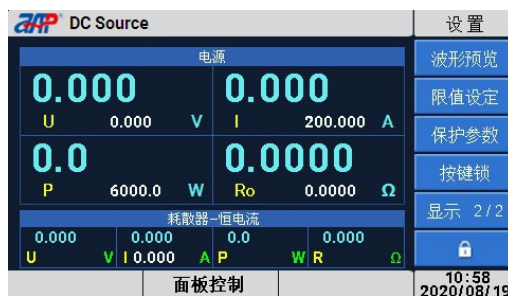 AAP DC Source
设置
电源
0.000 0.000
U 0.000 V I 200.000 A
0.0 0.0000
P 6000.0 W Ro 0.0000 Ω
耗散器-恒电流
0.000 0.000 0.0 0.000
U V I 0.000 A P W R Ω
波形预览
限值设定
保护参数
按键锁
显示 2/2
面板控制
10:58
2020/08/19